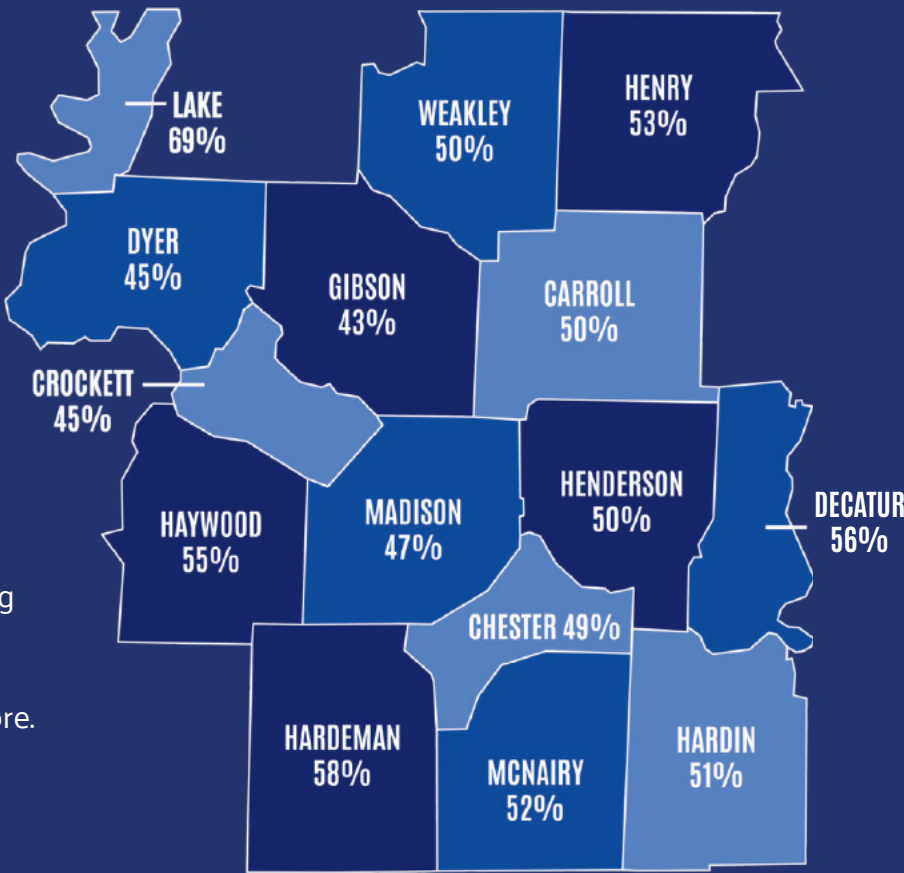 LAKE
69%
WEAKLEY
50%
HENRY
53%
DYER
45%
GIBSON
43%
CARROLL
50%
CROCKETT
45%
HAYWOOD
55%
MADISON
47%
HENDERSON
50%
DECATUR
56%
CHESTER 49%
HARDEMAN
58%
MCNAIRY
52%
HARDIN
51%